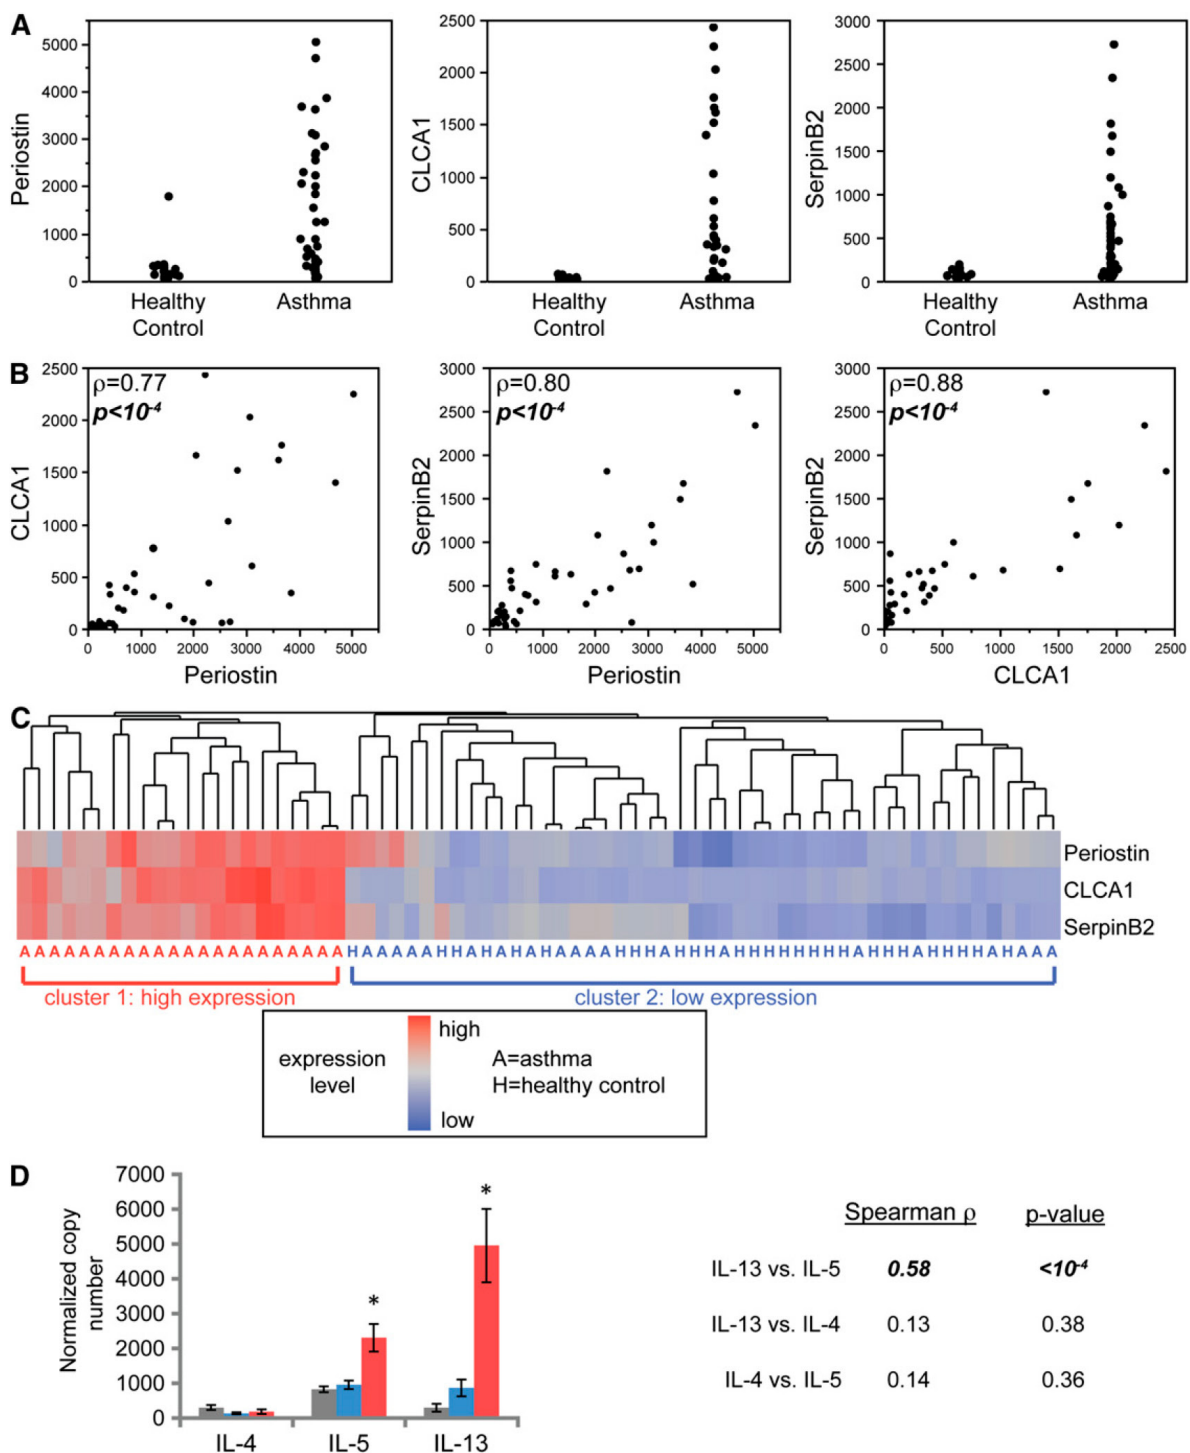 A
Periostin
5000
4000
3000
2000
1000
0
Healthy
Control
Asthma
CLCA1
2500
2000
1500
1000
500
0
Healthy
Control
Asthma
SerpinB2
3000
2500
2000
1500
1000
500
0
Healthy
Control
Asthma
B
CLCA1
2500
2000
1500
1000
500
0
ρ=0.77
p<10⁻⁴
0 1000 2000 3000 4000 5000
Periostin
SerpinB2
3000
2500
2000
1500
1000
500
0
ρ=0.80
p<10⁻⁴
0 1000 2000 3000 4000 5000
Periostin
SerpinB2
3000
2500
2000
1500
1000
500
0
ρ=0.88
p<10⁻⁴
0 500 1000 1500 2000 2500
CLCA1
C
Periostin
CLCA1
SerpinB2
A A A A A A A A A A A A A A A A A A A A A A H A A A A A H H A H A H A H A A A A H H H A H H H A H H H H H H H H A H H H A H H H H A H A A A
cluster 1: high expression
cluster 2: low expression
expression
level
high
low
A=asthma
H=healthy control
D
Normalized copy
number
7000
6000
5000
4000
3000
2000
1000
0
*
*
IL-4 IL-5 IL-13
Spearman ρ p-value
IL-13 vs. IL-5 0.58 <10⁻⁴
IL-13 vs. IL-4 0.13 0.38
IL-4 vs. IL-5 0.14 0.36